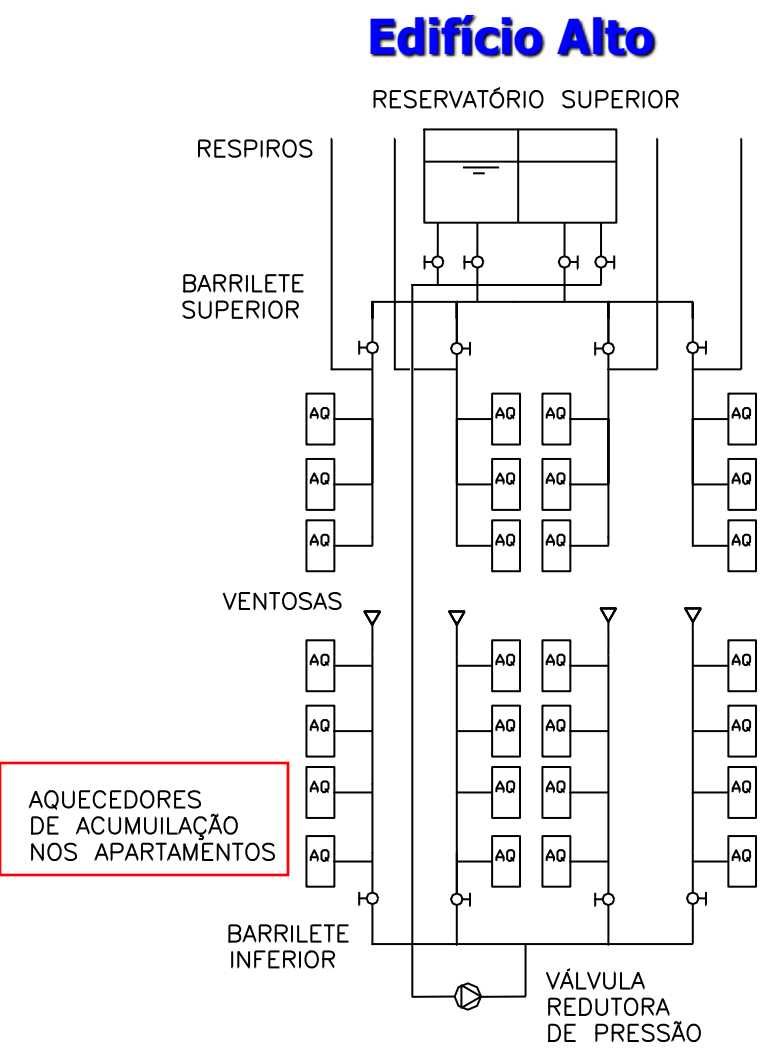 Edifício Alto
RESERVATÓRIO SUPERIOR
RESPIROS
BARRILETE
SUPERIOR
AQ AQ AQ AQ
AQ AQ AQ AQ
AQ AQ AQ AQ
VENTOSAS
AQ AQ AQ AQ
AQ AQ AQ AQ
AQ AQ AQ AQ
AQ AQ AQ AQ
AQUECEDORES
DE ACUMUILAÇÃO
NOS APARTAMENTOS
BARRILETE
INFERIOR
VÁLVULA
REDUTORA
DE PRESSÃO